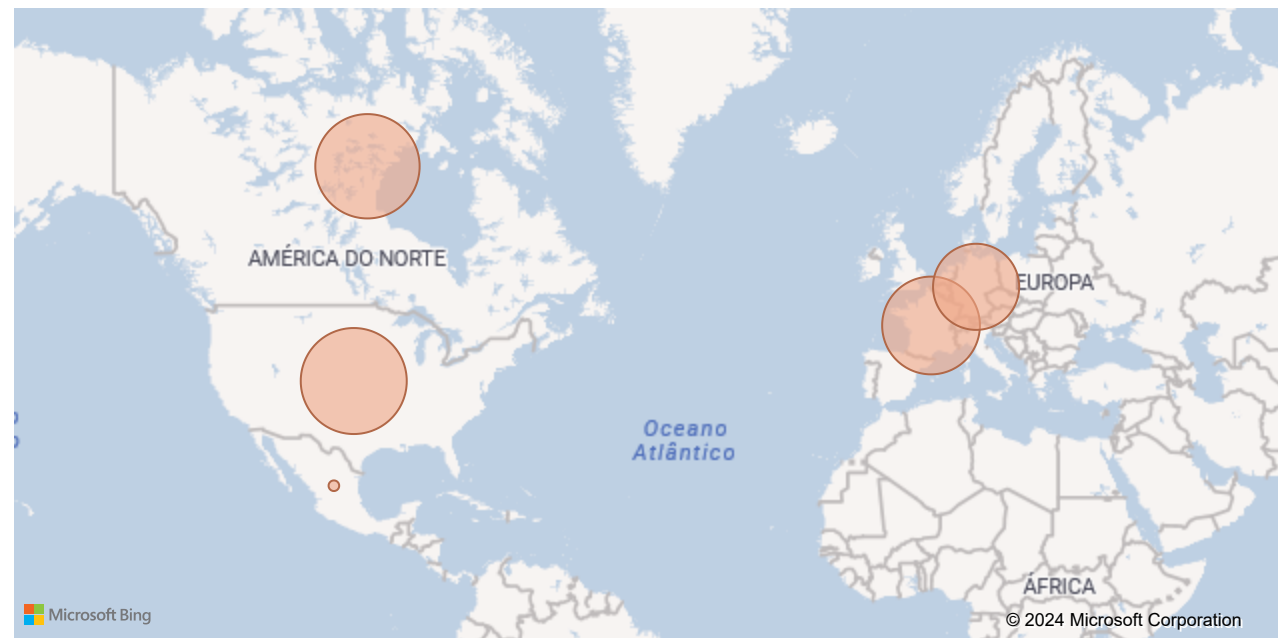 AMÉRICA DO NORTE
EUROPA
Oceano
Atlântico
ÁFRICA
Microsoft Bing
© 2024 Microsoft Corporation